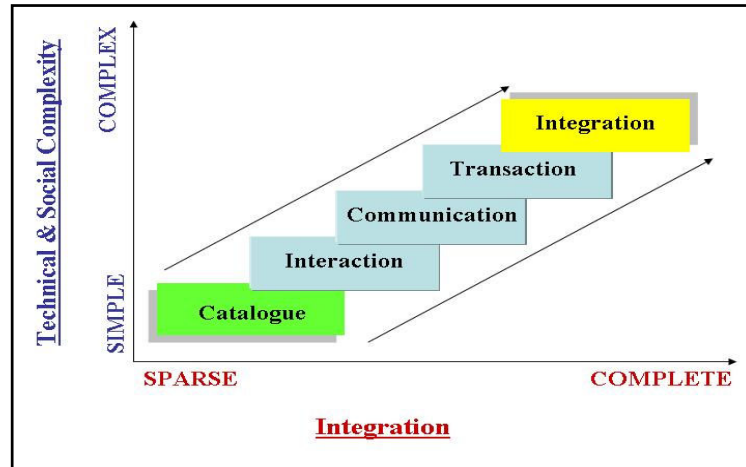 Technical & Social Complexity
COMPLEX
SIMPLE
Integration
Transaction
Communication
Interaction
Catalogue
SPARSE
COMPLETE
Integration